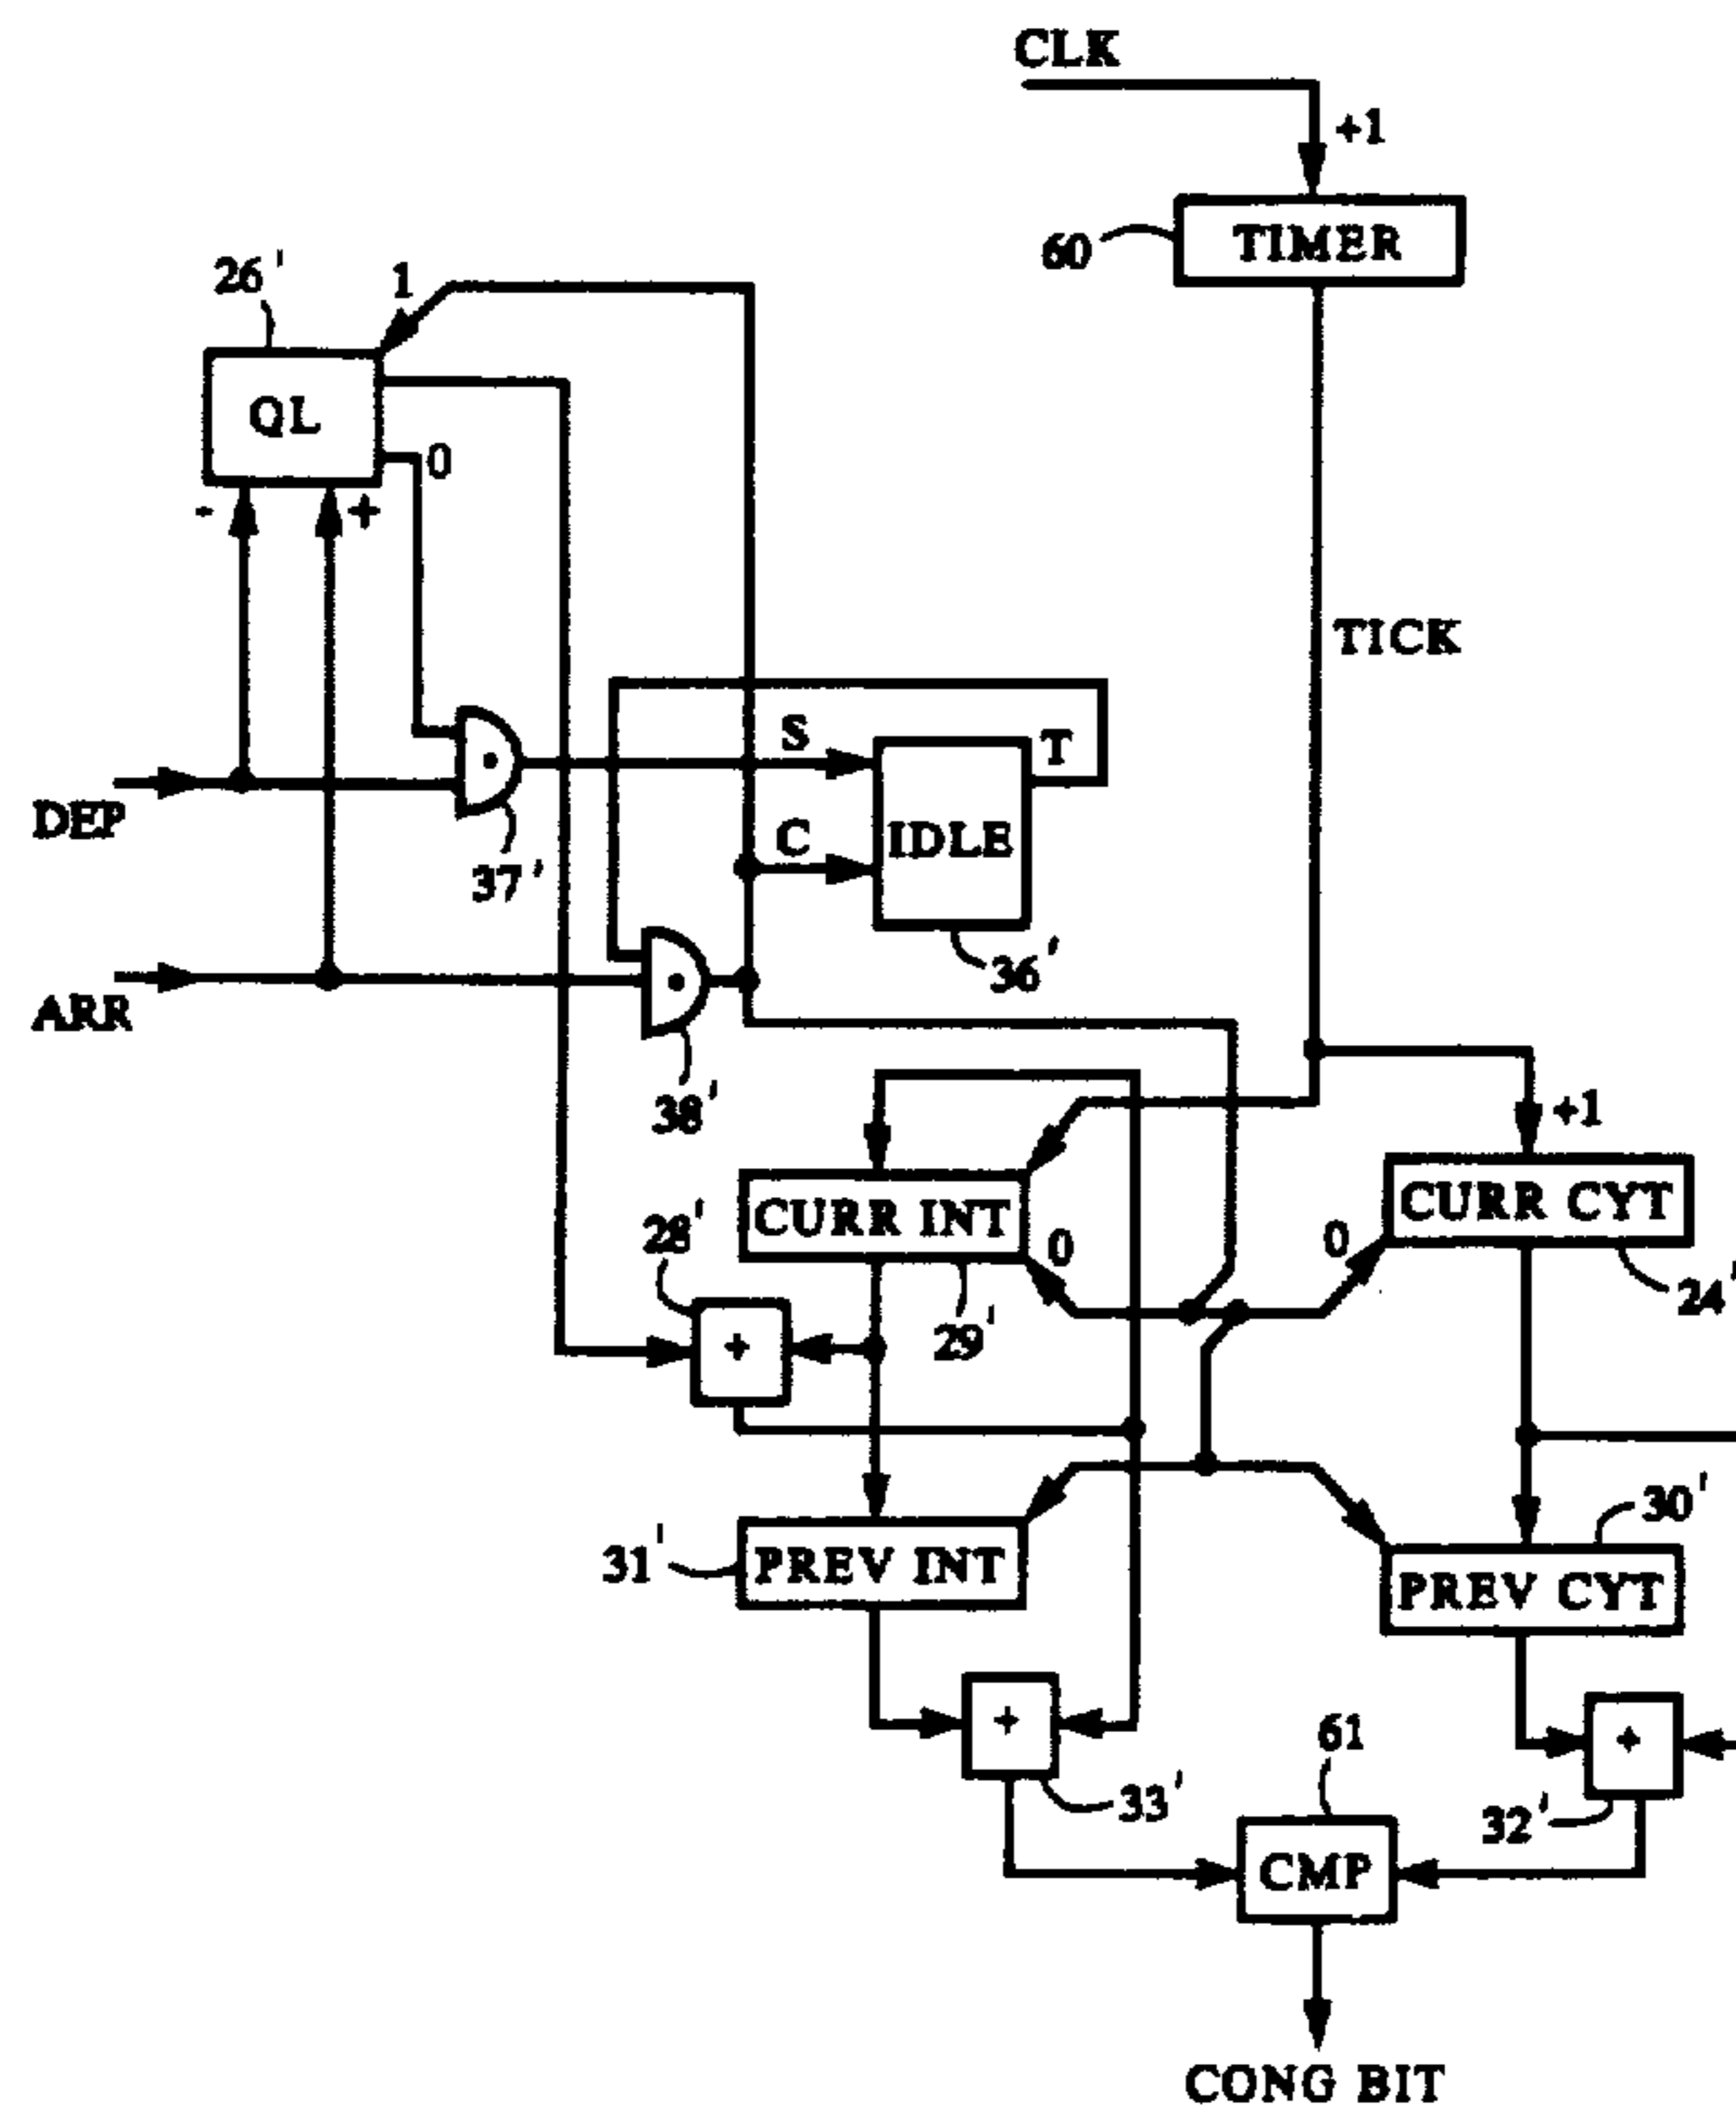 CLK
+1
60
TIMER
26'
1
QL
0
-
+
TICK
S
T
DEP
C
IDLE
37'
ARR
36'
38'
+1
CURR INT
CURR CYT
28'
0
0
24'
+
29'
30'
31'
PREV INT
PREV CYT
+
61
+
33'
32'
CMP
CONG BIT